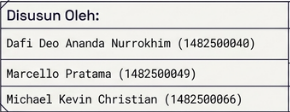 Disusun Oleh:
Dafi Deo Ananda Nurrokhim (1482500040)
Marcello Pratama (1482500049)
Michael Kevin Christian (1482500066)